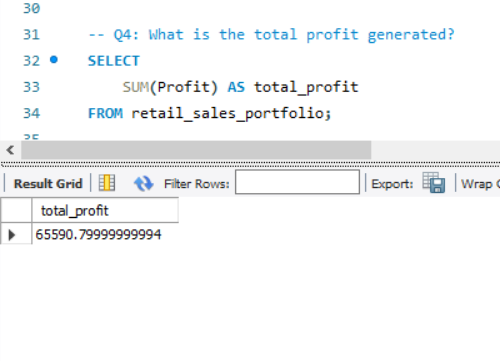 30
31 -- Q4: What is the total profit generated?
32 SELECT
33 SUM(Profit) AS total_profit
34 FROM retail_sales_portfolio;
35
Result Grid Filter Rows: Export: Wrap C
total_profit
65590.79999999994